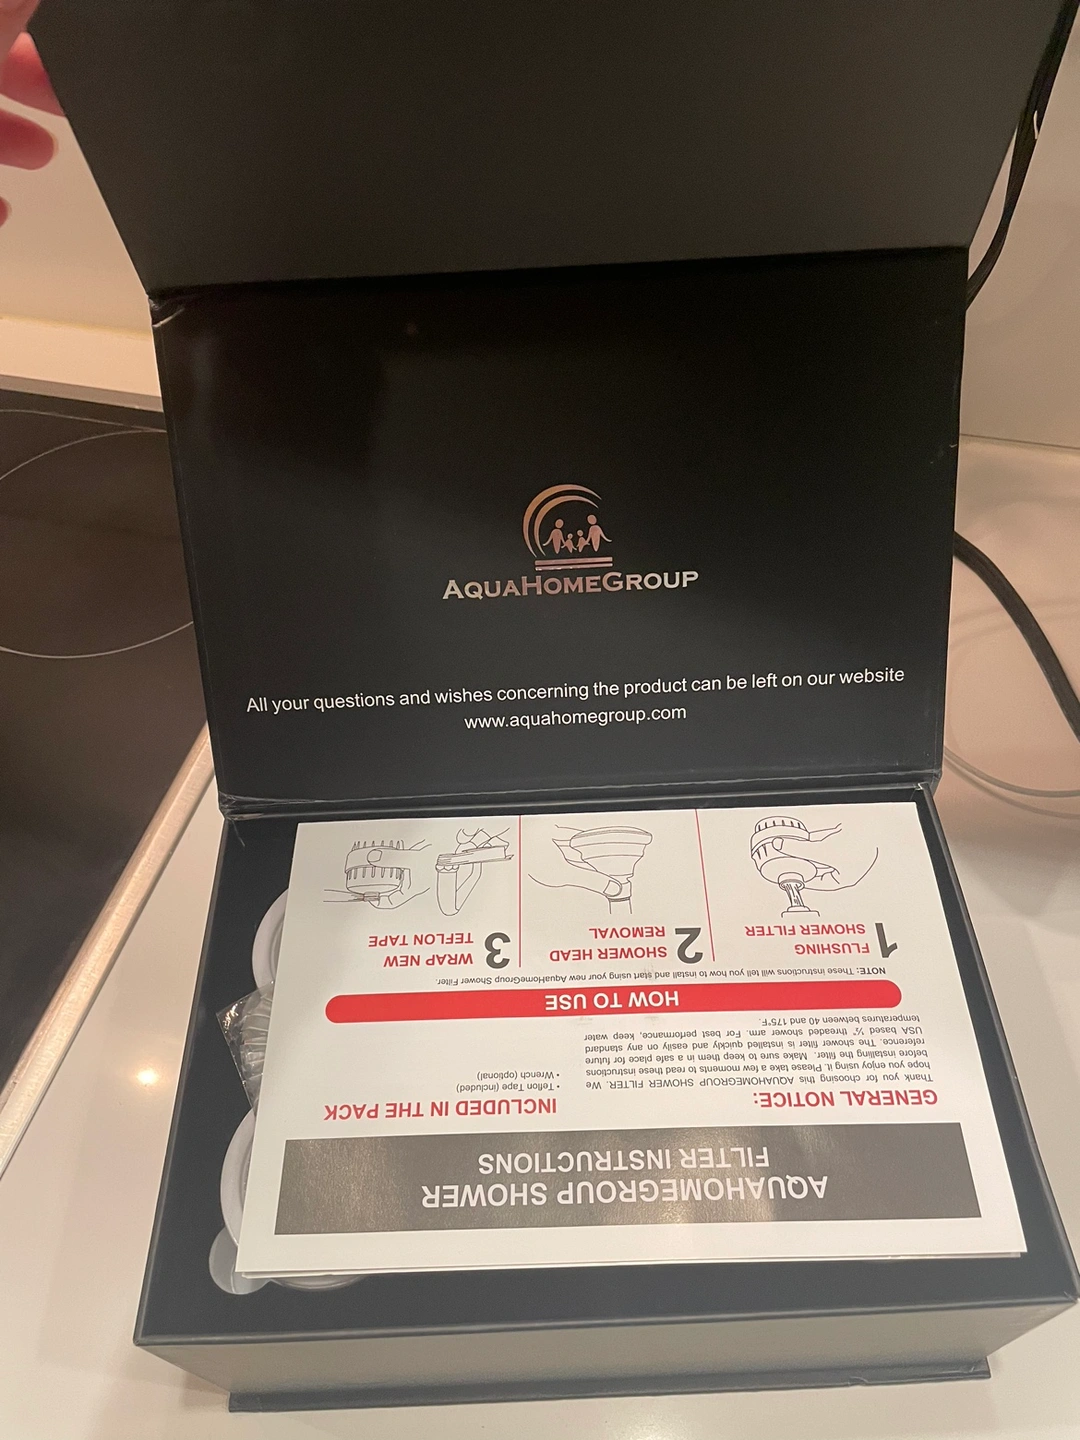 AQUAHOMEGROUP
All your questions and wishes concerning the product can be left on our website
www.aquahomegroup.com
AQUAHOMEGROUP SHOWER
FILTER INSTRUCTIONS
GENERAL NOTICE:
Thank you for choosing this AQUAHOMEGROUP SHOWER FILTER. We
hope you enjoy using it. Please take a few moments to read these instructions
before installing the filter. Make sure to keep them in a safe place for future
reference. The shower filter is installed quickly and easily on any standard
USA based ½" threaded shower arm. For best performance, keep water
temperatures between 40 and 175°F.
INCLUDED IN THE PACK
• Teflon Tape (included)
• Wrench (optional)
HOW TO USE
NOTE: These instructions will tell you how to install and start using your new AquaHomeGroup Shower Filter.
1 FLUSHING
SHOWER FILTER
2 SHOWER HEAD
REMOVAL
3 WRAP NEW
TEFLON TAPE